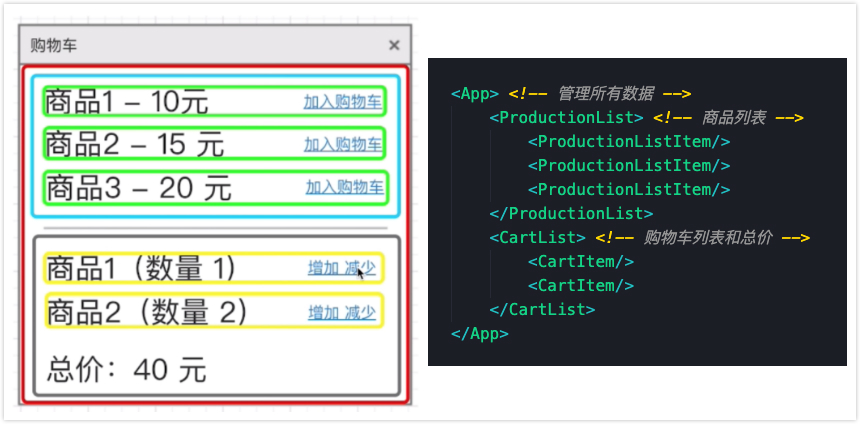 购物车 ×
商品1 – 10元 加入购物车
商品2 – 15 元 加入购物车
商品3 – 20 元 加入购物车
商品1（数量 1） 增加 减少
商品2（数量 2） 增加 减少
总价：40 元
<App> <!-- 管理所有数据 -->
<ProductionList> <!-- 商品列表 -->
<ProductionListItem/>
<ProductionListItem/>
<ProductionListItem/>
</ProductionList>
<CartList> <!-- 购物车列表和总价 -->
<CartItem/>
<CartItem/>
</CartList>
</App>